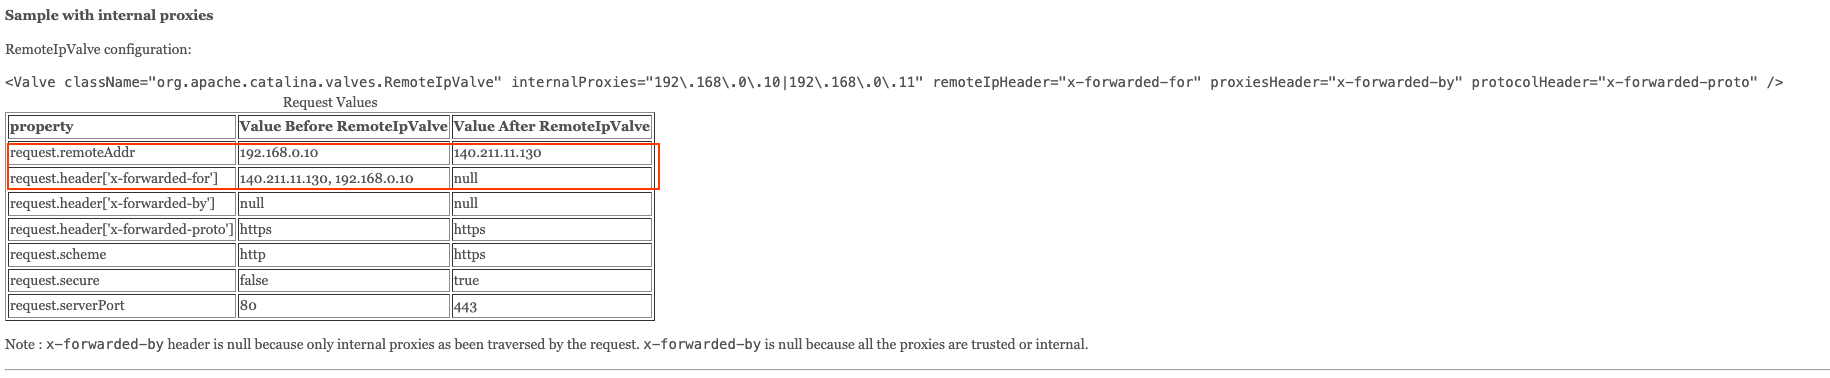 Sample with internal proxies
RemoteIpValve configuration:
<Valve className="org.apache.catalina.valves.RemoteIpValve" internalProxies="192\.168\.0\.10|192\.168\.0\.11" remoteIpHeader="x-forwarded-for" proxiesHeader="x-forwarded-by" protocolHeader="x-forwarded-proto" />
Request Values
property Value Before RemoteIpValve Value After RemoteIpValve
request.remoteAddr 192.168.0.10 140.211.11.130
request.header['x-forwarded-for'] 140.211.11.130, 192.168.0.10 null
request.header['x-forwarded-by'] null null
request.header['x-forwarded-proto'] https https
request.scheme http https
request.secure false true
request.serverPort 80 443
Note : x-forwarded-by header is null because only internal proxies as been traversed by the request. x-forwarded-by is null because all the proxies are trusted or internal.